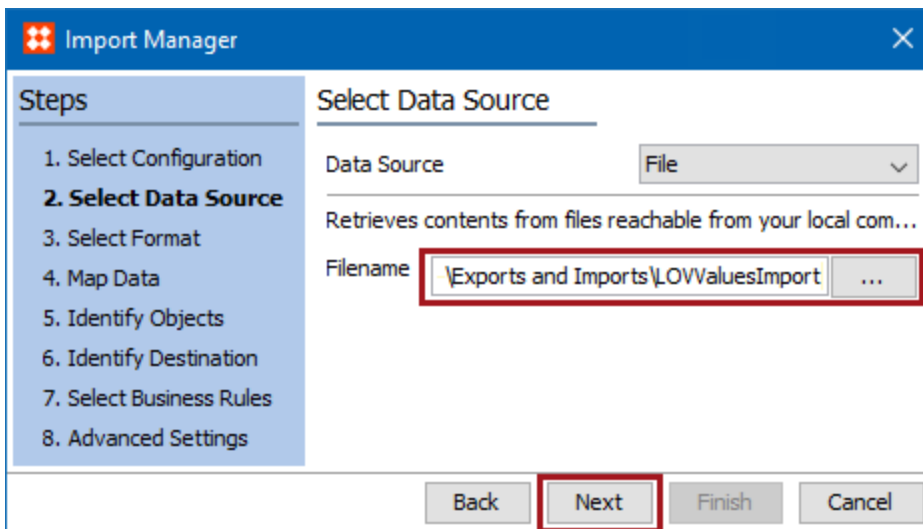 Import Manager
Steps
1. Select Configuration
2. Select Data Source
3. Select Format
4. Map Data
5. Identify Objects
6. Identify Destination
7. Select Business Rules
8. Advanced Settings
Select Data Source
Data Source File
Retrieves contents from files reachable from your local com...
Filename \Exports and Imports\LOVValuesImport ...
Back Next Finish Cancel